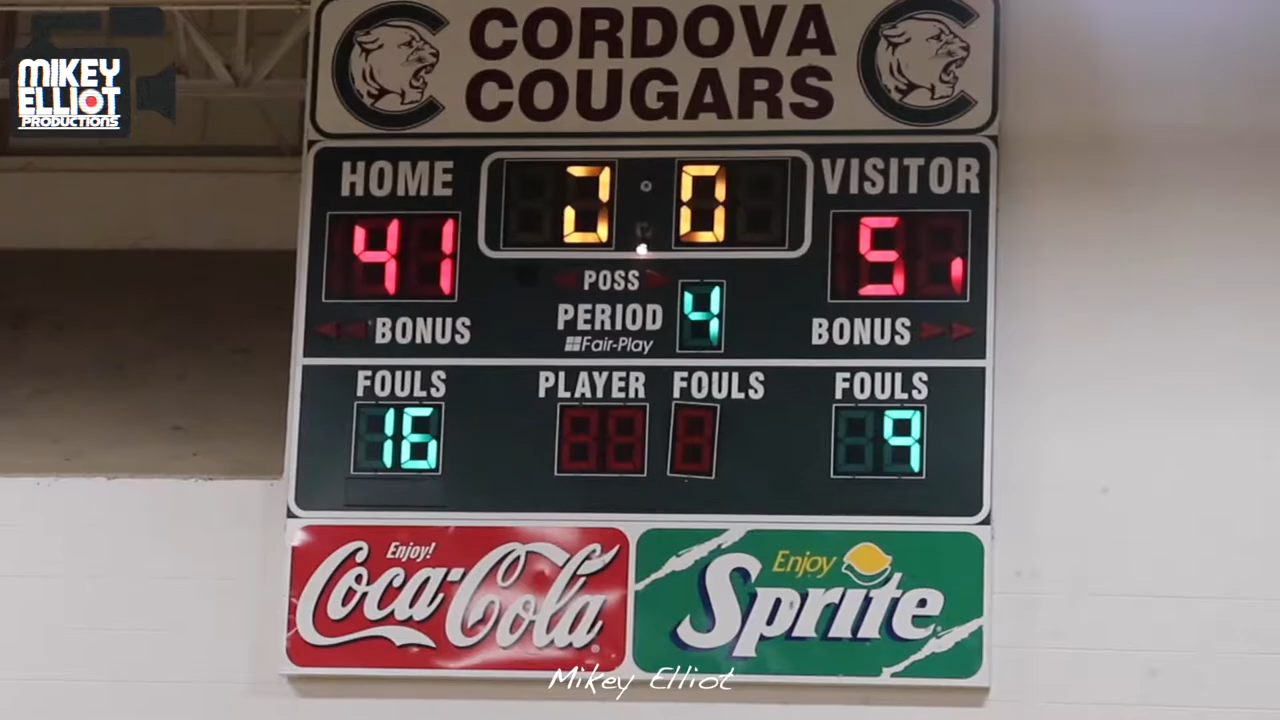 MIKEY
ELLIOT
PRODUCTIONS
CORDOVA
COUGARS
HOME
VISITOR
41
POSS
PERIOD 4
Fair-Play
BONUS
BONUS
FOULS
PLAYER FOULS
FOULS
16
9
Enjoy!
Coca-Cola
Enjoy
Sprite
Mikey Elliot